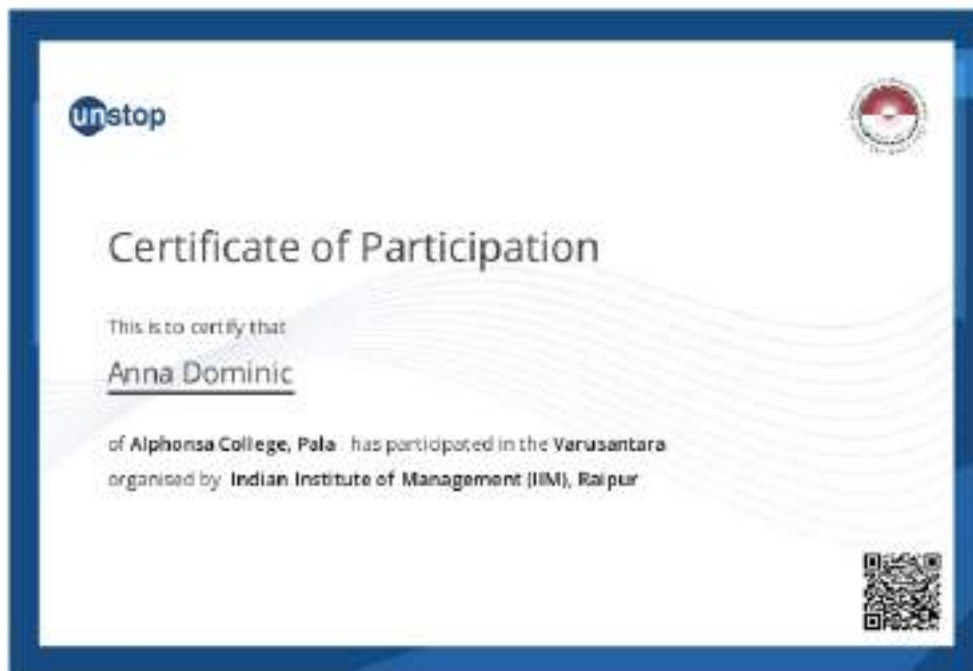 unstop
Certificate of Participation
This is to certify that
Anna Dominic
of Alphonsa College, Pala has participated in the Varusantara
organised by Indian Institute of Management (IIM), Raipur